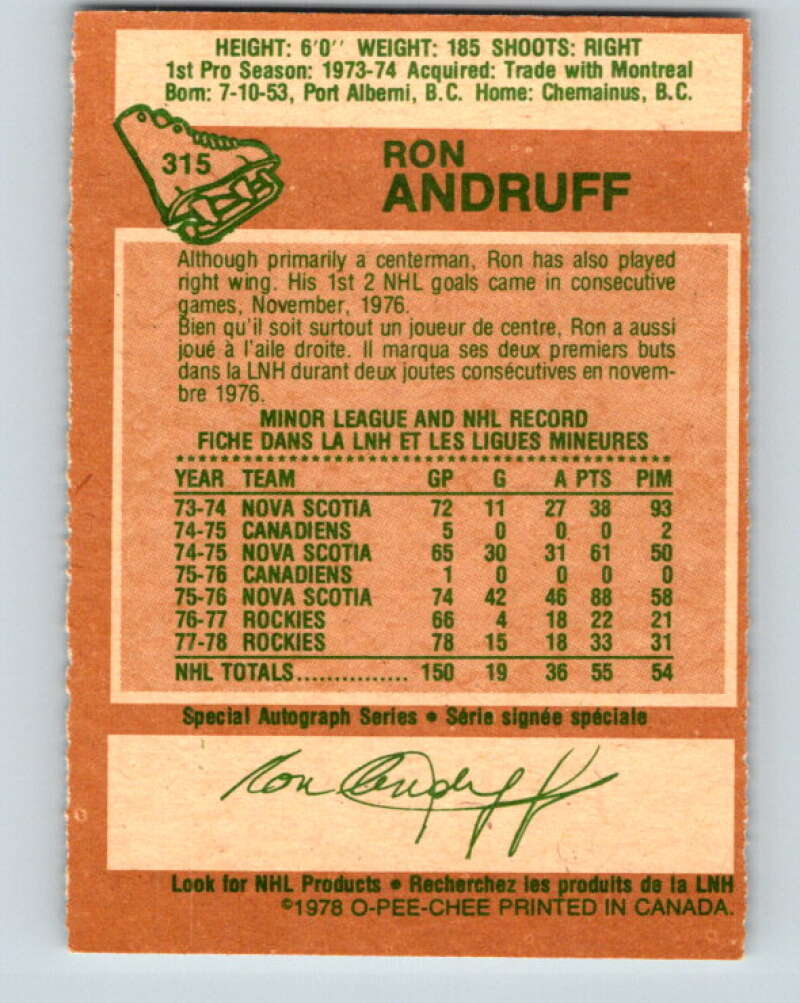 HEIGHT: 6'0'' WEIGHT: 185 SHOOTS: RIGHT
1st Pro Season: 1973-74 Acquired: Trade with Montreal
Born: 7-10-53, Port Alberni, B.C. Home: Chemainus, B.C.
315
RON
ANDRUFF
Although primarily a centerman, Ron has also played
right wing. His 1st 2 NHL goals came in consecutive
games, November, 1976.
Bien qu'il soit surtout un joueur de centre, Ron a aussi
joué à l'aile droite. Il marqua ses deux premiers buts
dans la LNH durant deux joutes consécutives en novem-
bre 1976.
MINOR LEAGUE AND NHL RECORD
FICHE DANS LA LNH ET LES LIGUES MINEURES
YEAR TEAM GP G A PTS PIM
73-74 NOVA SCOTIA 72 11 27 38 93
74-75 CANADIENS 5 0 0 0 2
74-75 NOVA SCOTIA 65 30 31 61 50
75-76 CANADIENS 1 0 0 0 0
75-76 NOVA SCOTIA 74 42 46 88 58
76-77 ROCKIES 66 4 18 22 21
77-78 ROCKIES 78 15 18 33 31
NHL TOTALS............... 150 19 36 55 54
Special Autograph Series • Série signée spéciale
Ron Andruff
Look for NHL Products • Recherchez les produits de la LNH
©1978 O-PEE-CHEE PRINTED IN CANADA.